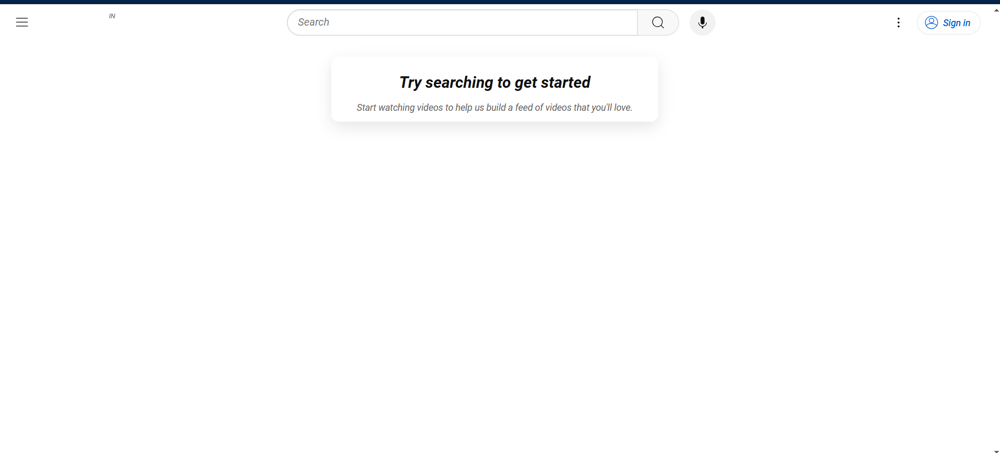 IN
Search
Sign in
Try searching to get started
Start watching videos to help us build a feed of videos that you'll love.